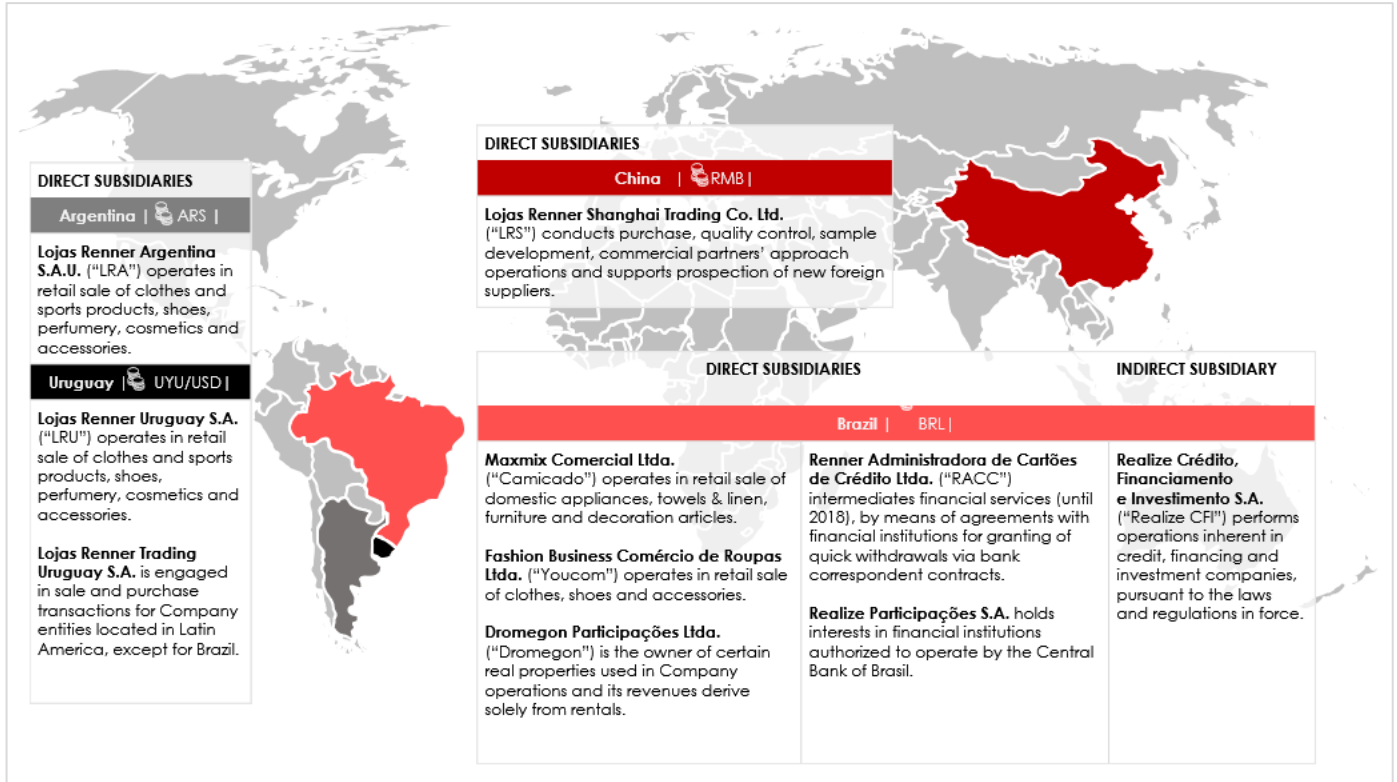 DIRECT SUBSIDIARIES
Argentina | ARS |
Lojas Renner Argentina
S.A.U. (“LRA”) operates in
retail sale of clothes and
sports products, shoes,
perfumery, cosmetics and
accessories.
Uruguay | UYU/USD |
Lojas Renner Uruguay S.A.
(“LRU”) operates in retail
sale of clothes and sports
products, shoes,
perfumery, cosmetics and
accessories.
Lojas Renner Trading
Uruguay S.A. is engaged
in sale and purchase
transactions for Company
entities located in Latin
America, except for Brazil.
DIRECT SUBSIDIARIES
China | RMB |
Lojas Renner Shanghai Trading Co. Ltd.
(“LRS”) conducts purchase, quality control, sample
development, commercial partners’ approach
operations and supports prospection of new foreign
suppliers.
DIRECT SUBSIDIARIES
INDIRECT SUBSIDIARY
Brazil | BRL |
Maxmix Comercial Ltda.
(“Camicado”) operates in retail sale of
domestic appliances, towels & linen,
furniture and decoration articles.
Fashion Business Comércio de Roupas
Ltda. (“Youcom”) operates in retail sale
of clothes, shoes and accessories.
Dromegon Participações Ltda.
(“Dromegon”) is the owner of certain
real properties used in Company
operations and its revenues derive
solely from rentals.
Renner Administradora de Cartões
de Crédito Ltda. (“RACC”)
intermediates financial services (until
2018), by means of agreements with
financial institutions for granting of
quick withdrawals via bank
correspondent contracts.
Realize Participações S.A. holds
interests in financial institutions
authorized to operate by the Central
Bank of Brasil.
Realize Crédito,
Financiamento
e Investimento S.A.
(“Realize CFI”) performs
operations inherent in
credit, financing and
investment companies,
pursuant to the laws
and regulations in force.